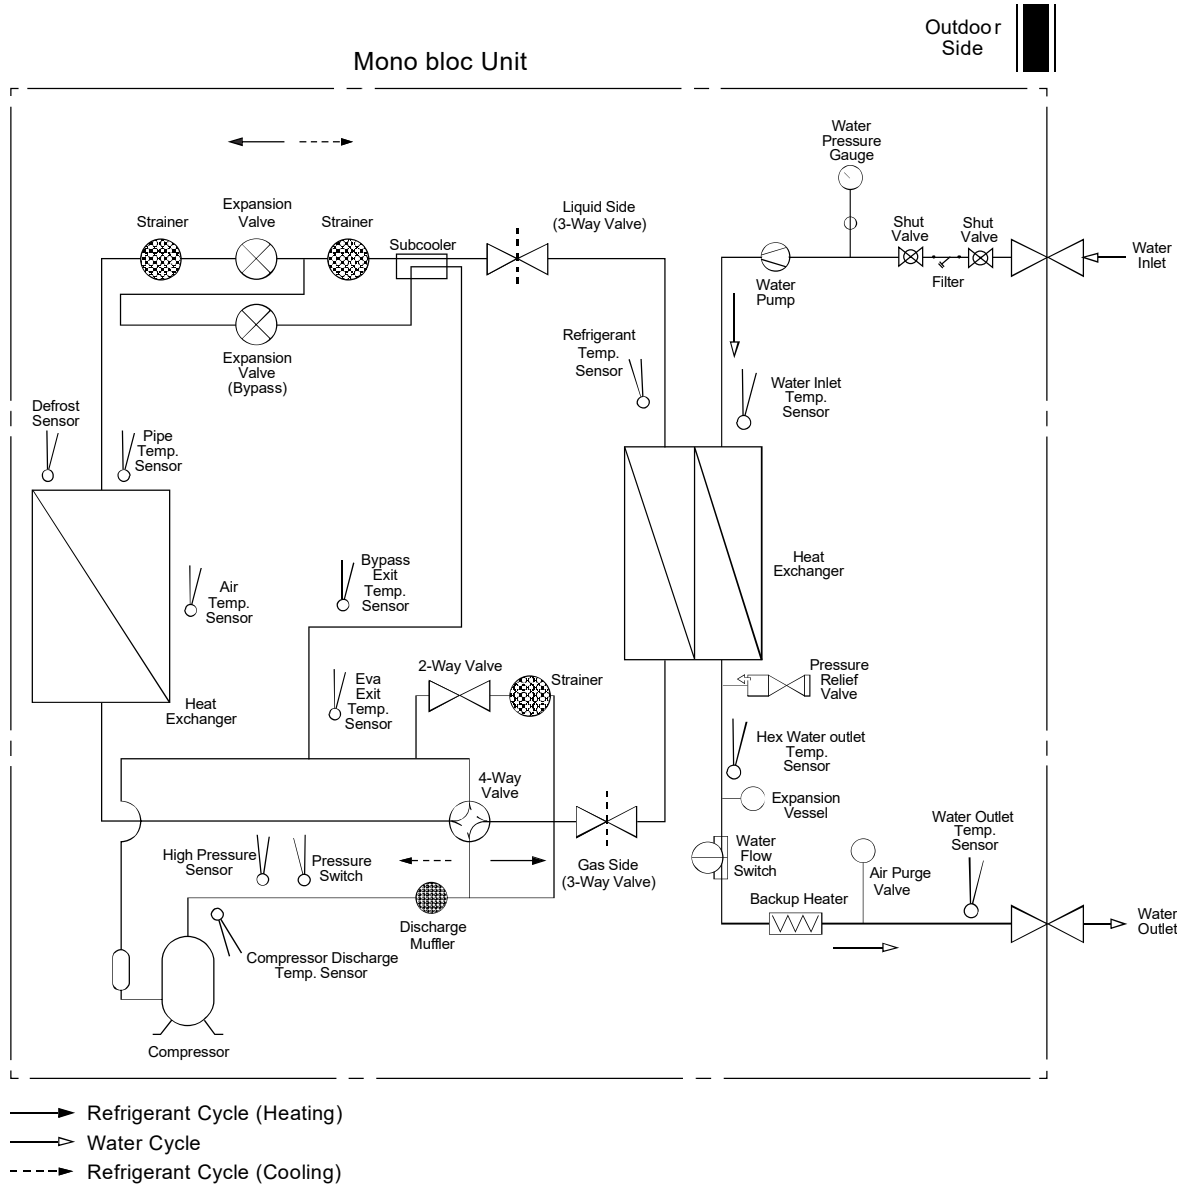 Outdoor
Side
Mono bloc Unit
Water
Pressure
Gauge
Strainer
Expansion
Valve
Strainer
Subcooler
Liquid Side
(3-Way Valve)
Shut
Valve
Shut
Valve
Water
Inlet
Water
Pump
Filter
Expansion
Valve
(Bypass)
Refrigerant
Temp.
Sensor
Water Inlet
Temp.
Sensor
Defrost
Sensor
Pipe
Temp.
Sensor
Air
Temp.
Sensor
Bypass
Exit
Temp.
Sensor
Heat
Exchanger
Heat
Exchanger
Eva
Exit
Temp.
Sensor
2-Way Valve
Strainer
Pressure
Relief
Valve
Hex Water outlet
Temp.
Sensor
4-Way
Valve
Expansion
Vessel
High Pressure
Sensor
Pressure
Switch
Gas Side
(3-Way Valve)
Water
Flow
Switch
Air Purge
Valve
Water Outlet
Temp.
Sensor
Backup Heater
Water
Outlet
Discharge
Muffler
Compressor Discharge
Temp. Sensor
Compressor
Refrigerant Cycle (Heating)
Water Cycle
Refrigerant Cycle (Cooling)